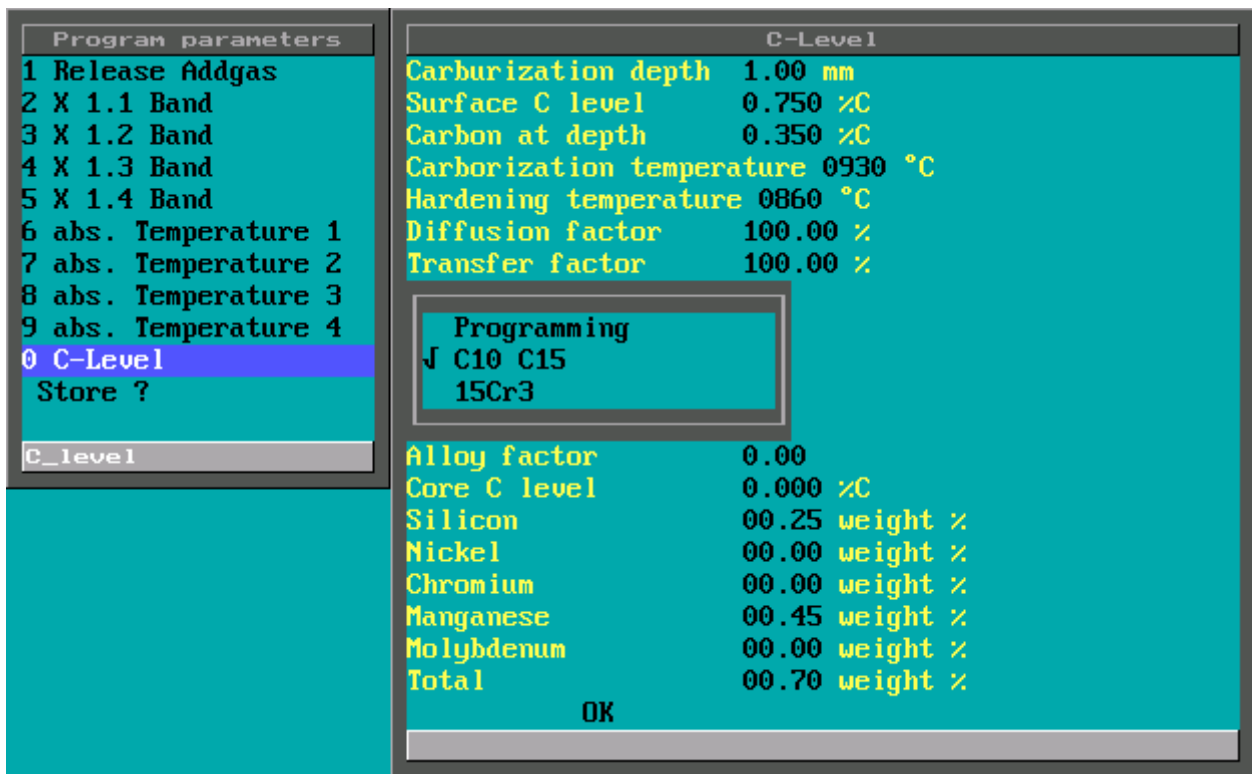 Program parameters
1 Release Addgas
2 X 1.1 Band
3 X 1.2 Band
4 X 1.3 Band
5 X 1.4 Band
6 abs. Temperature 1
7 abs. Temperature 2
8 abs. Temperature 3
9 abs. Temperature 4
0 C-Level
Store ?
C_level
C-Level
Carburization depth 1.00 mm
Surface C level 0.750 %C
Carbon at depth 0.350 %C
Carborization temperature 0930 °C
Hardening temperature 0860 °C
Diffusion factor 100.00 %
Transfer factor 100.00 %
Programming
√ C10 C15
15Cr3
Alloy factor 0.00
Core C level 0.000 %C
Silicon 00.25 weight %
Nickel 00.00 weight %
Chromium 00.00 weight %
Manganese 00.45 weight %
Molybdenum 00.00 weight %
Total 00.70 weight %
OK